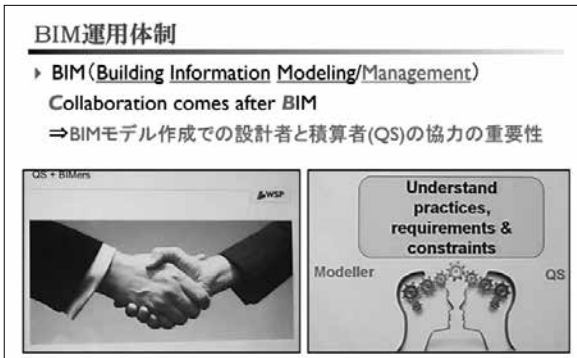 BIM運用体制
BIM(Building Information Modeling/Management)
Collaboration comes after BIM
⇒BIMモデル作成での設計者と積算者(QS)の協力の重要性
QS + BIMers
WSP
Understand
practices,
requirements &
constraints
Modeller
QS